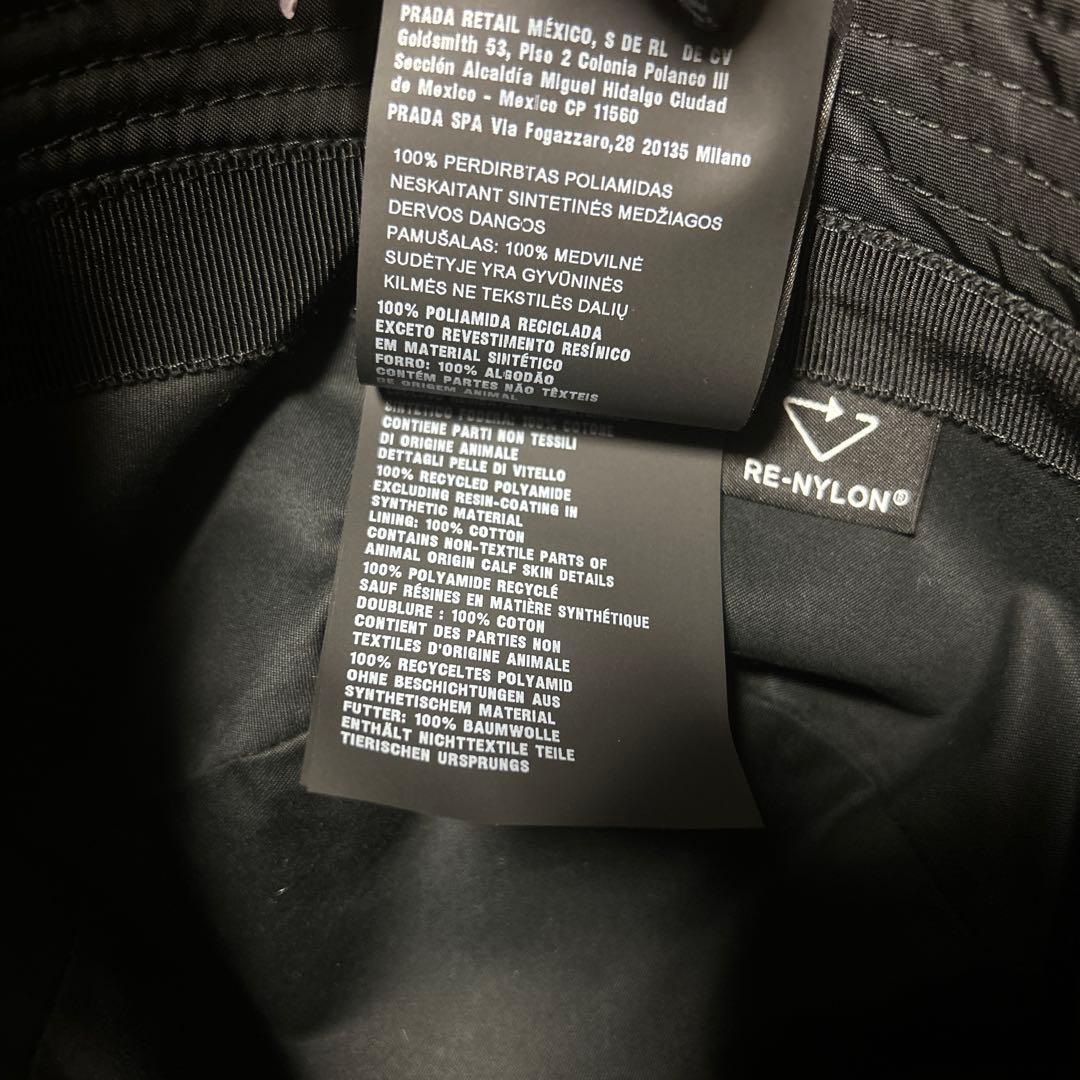 PRADA RETAIL MÉXICO, S DE RL DE CV
Goldsmith 53, Piso 2 Colonia Polanco III
Sección Alcaldía Miguel Hidalgo Ciudad
de Mexico - Mexico CP 11560
PRADA SPA Via Fogazzaro,28 20135 Milano
100% PERDIRBTAS POLIAMIDAS
NESKAITANT SINTETINĖS MEDŽIAGOS
DERVOS DANGOS
PAMUŠALAS: 100% MEDVILNĖ
SUDĖTYJE YRA GYVŪNINĖS
KILMĖS NE TEKSTILĖS DALIŲ
100% POLIAMIDA RECICLADA
EXCETO REVESTIMENTO RESÍNICO
EM MATERIAL SINTÉTICO
FORRO: 100% ALGODÃO
CONTÉM PARTES NÃO TÊXTEIS
DE ORIGEM ANIMAL
SINTETICO FODERA: 100% COTONE
CONTIENE PARTI NON TESSILI
DI ORIGINE ANIMALE
DETTAGLI PELLE DI VITELLO
100% RECYCLED POLYAMIDE
EXCLUDING RESIN-COATING IN
SYNTHETIC MATERIAL
LINING: 100% COTTON
CONTAINS NON-TEXTILE PARTS OF
ANIMAL ORIGIN CALF SKIN DETAILS
100% POLYAMIDE RECYCLÉ
SAUF RÉSINES EN MATIÈRE SYNTHÉTIQUE
DOUBLURE : 100% COTON
CONTIENT DES PARTIES NON
TEXTILES D'ORIGINE ANIMALE
100% RECYCELTES POLYAMID
OHNE BESCHICHTUNGEN AUS
SYNTHETISCHEM MATERIAL
FUTTER: 100% BAUMWOLLE
ENTHÄLT NICHTTEXTILE TEILE
TIERISCHEN URSPRUNGS
RE-NYLON®